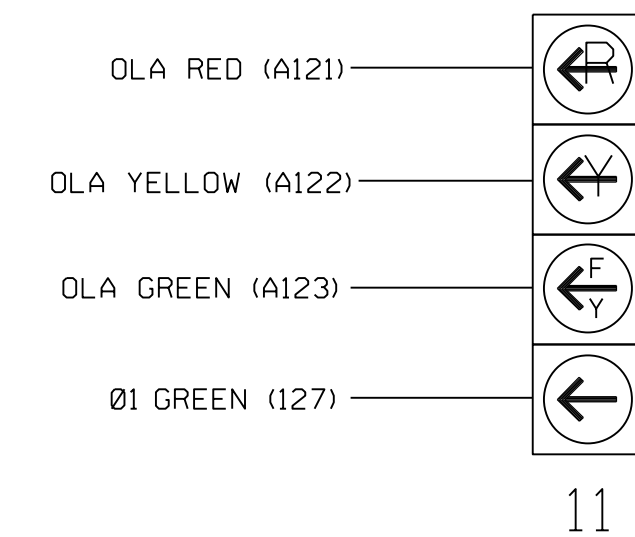 OLA RED (A121)
R
OLA YELLOW (A122)
Y
OLA GREEN (A123)
F
Y
Ø1 GREEN (127)
11